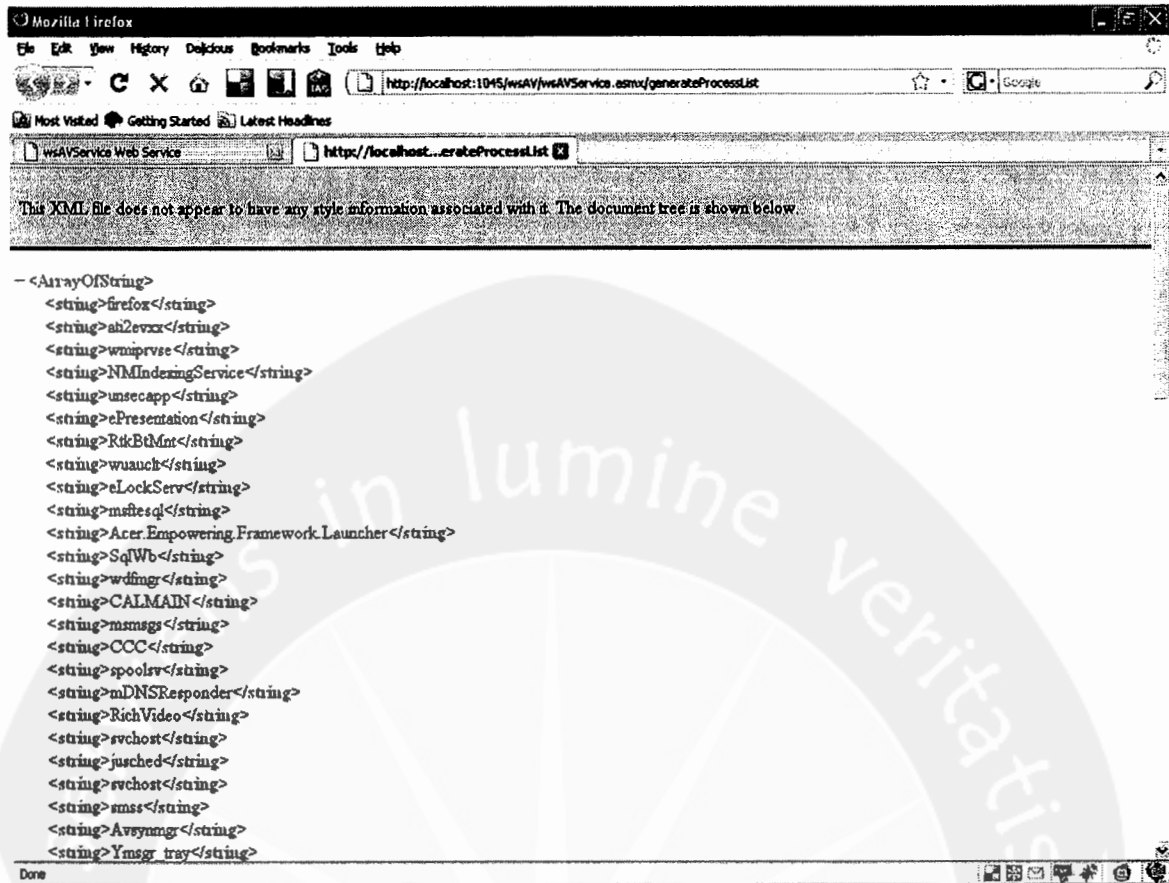 Mozilla Firefox
File Edit View History Delicious Bookmarks Tools Help
http://localhost:1045/wsAV/wsAVService.asmx/generateProcessList
Google
Most Visited Getting Started Latest Headlines
wsAVService Web Service http://localhost...erateProcessList
This XML file does not appear to have any style information associated with it. The document tree is shown below.
– <ArrayOfString>
<string>firefox</string>
<string>ati2evxx</string>
<string>wmiprvse</string>
<string>NMIndexingService</string>
<string>unsecapp</string>
<string>ePresentation</string>
<string>RtkBtMnt</string>
<string>wuauclt</string>
<string>eLockServ</string>
<string>msftesql</string>
<string>Acer.Empowering.Framework.Launcher</string>
<string>SqlWb</string>
<string>wdfmgr</string>
<string>CALMAIN</string>
<string>msmsgs</string>
<string>CCC</string>
<string>spoolsv</string>
<string>mDNSResponder</string>
<string>RichVideo</string>
<string>svchost</string>
<string>jusched</string>
<string>svchost</string>
<string>smss</string>
<string>Avsynmgr</string>
<string>Ymsgr_tray</string>
Done
in lumine veritatis